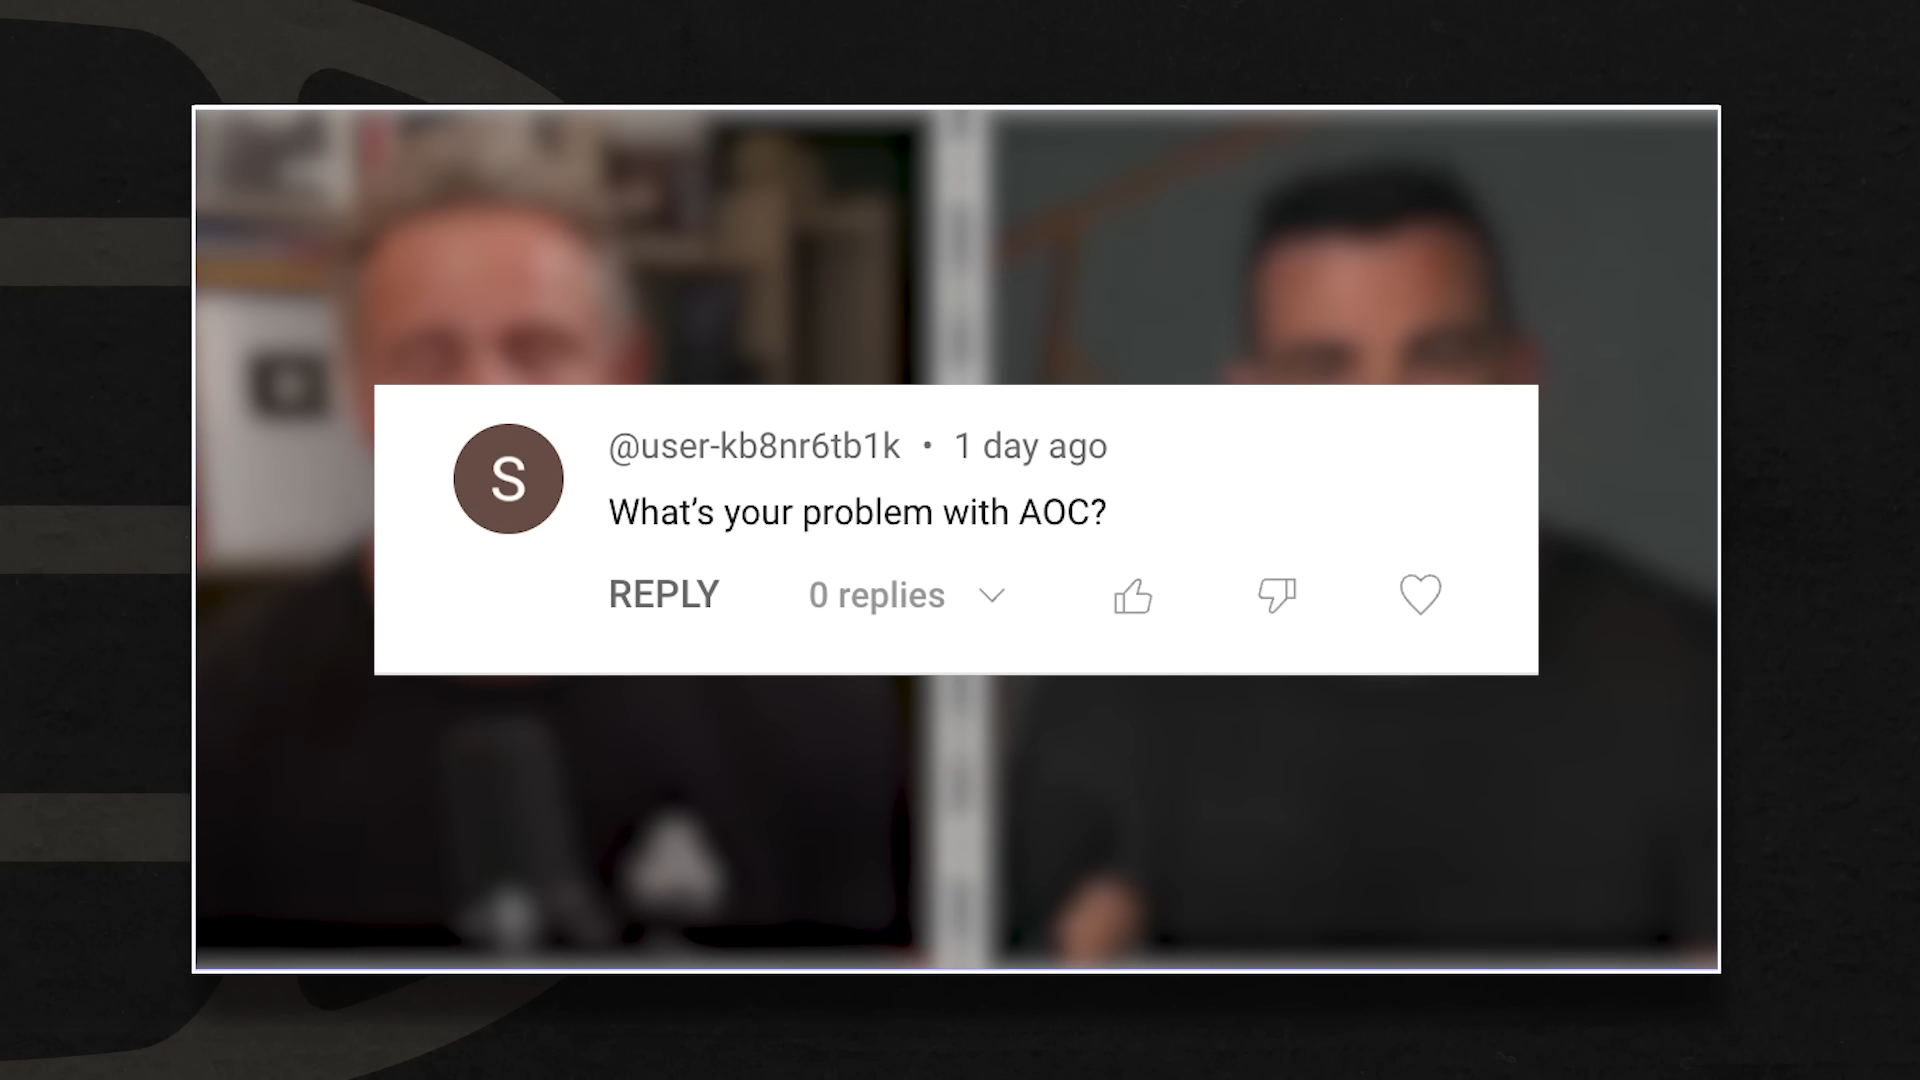 S
@user-kb8nr6tb1k • 1 day ago
What’s your problem with AOC?
REPLY 0 replies